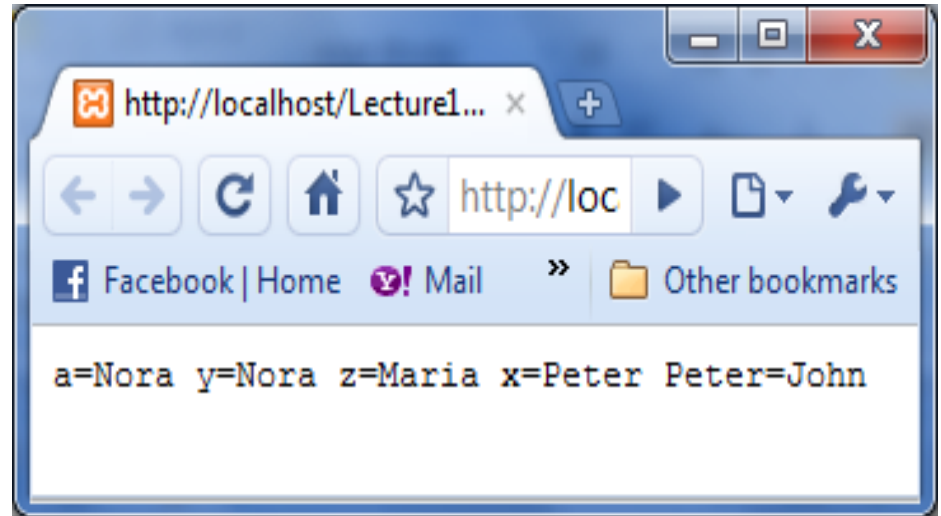 http://localhost/Lecture1... ×
http://loc
Facebook | Home Y! Mail » Other bookmarks
a=Nora y=Nora z=Maria x=Peter Peter=John